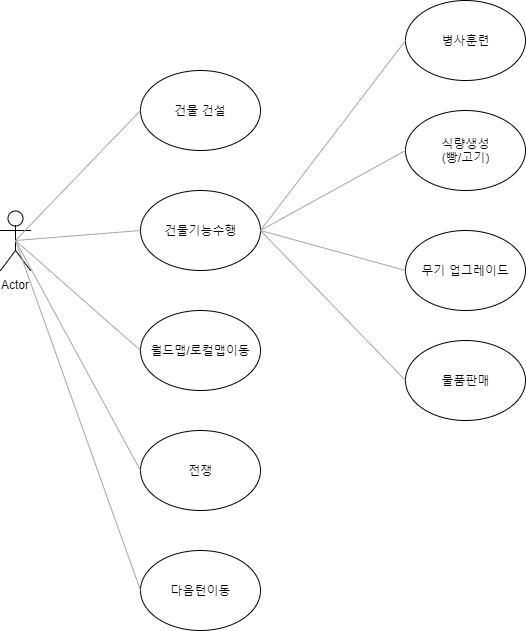 병사훈련
건물 건설
식량생성
(빵/고기)
건물기능수행
Actor
무기 업그레이드
월드맵/로컬맵이동
물품판매
전쟁
다음턴이동